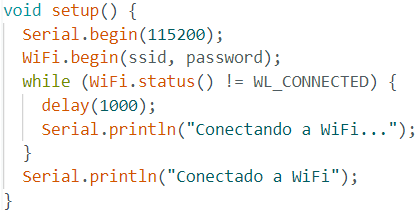 void setup() {
  Serial.begin(115200);
  WiFi.begin(ssid, password);
  while (WiFi.status() != WL_CONNECTED) {
    delay(1000);
    Serial.println("Conectando a WiFi...");
  }
  Serial.println("Conectado a WiFi");
}